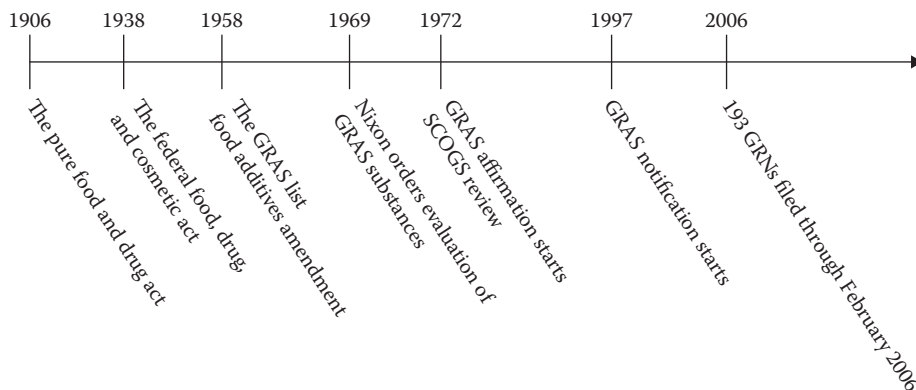 1906
1938
1958
1969
1972
1997
2006
The pure food and drug act
The federal food, drug,
and cosmetic act
The GRAS list
food additives amendment
Nixon orders evaluation of
GRAS substances
GRAS affirmation starts
SCOGS review
GRAS notification starts
193 GRNs filed through February 2006